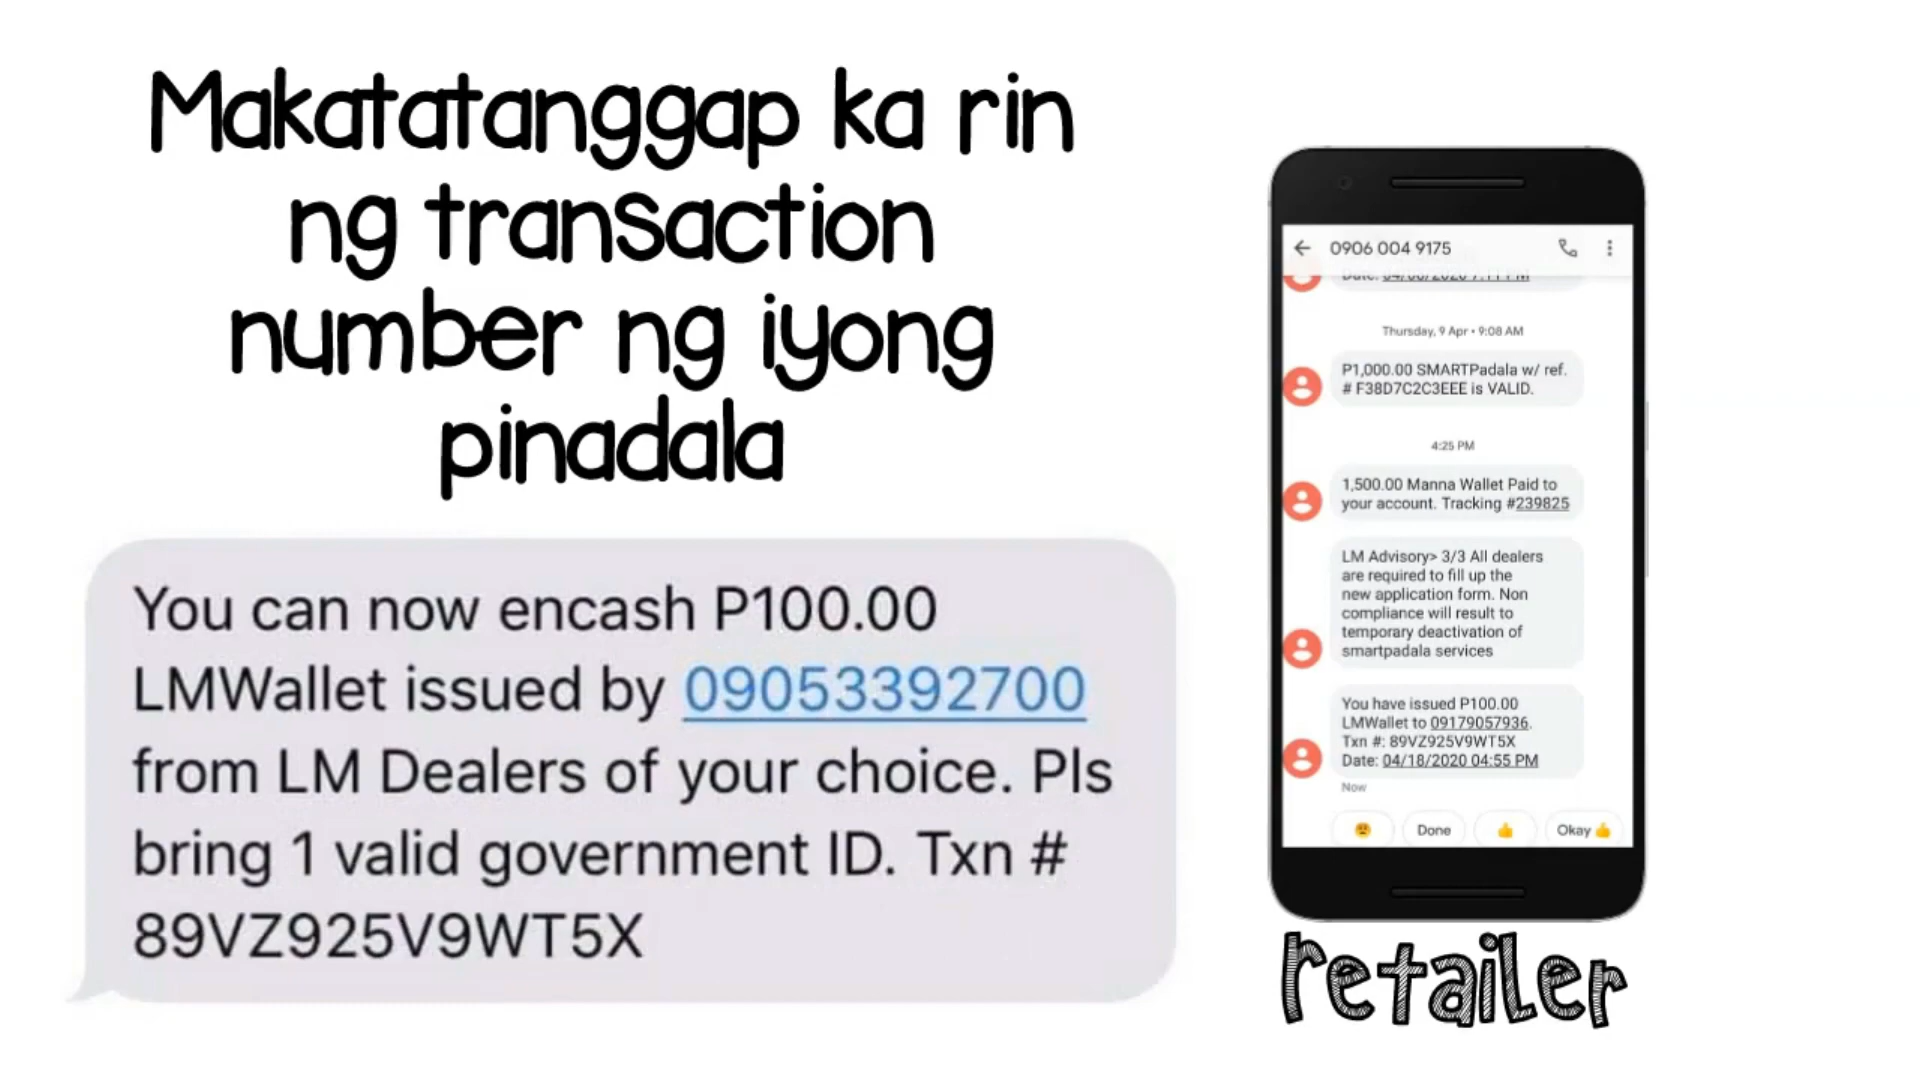 Makatatanggap ka rin
ng transaction
number ng iyong
pinadala
You can now encash P100.00
LMWallet issued by 09053392700
from LM Dealers of your choice. Pls
bring 1 valid government ID. Txn #
89VZ925V9WT5X
0906 004 9175
Thursday, 9 Apr • 9:08 AM
P1,000.00 SMARTPadala w/ ref.
# F38D7C2C3EEE is VALID.
4:25 PM
1,500.00 Manna Wallet Paid to
your account. Tracking #239825
LM Advisory> 3/3 All dealers
are required to fill up the
new application form. Non
compliance will result to
temporary deactivation of
smartpadala services
You have issued P100.00
LMWallet to 09179057936.
Txn #: 89VZ925V9WT5X
Date: 04/18/2020 04:55 PM
Now
Done
Okay 👍
retailer